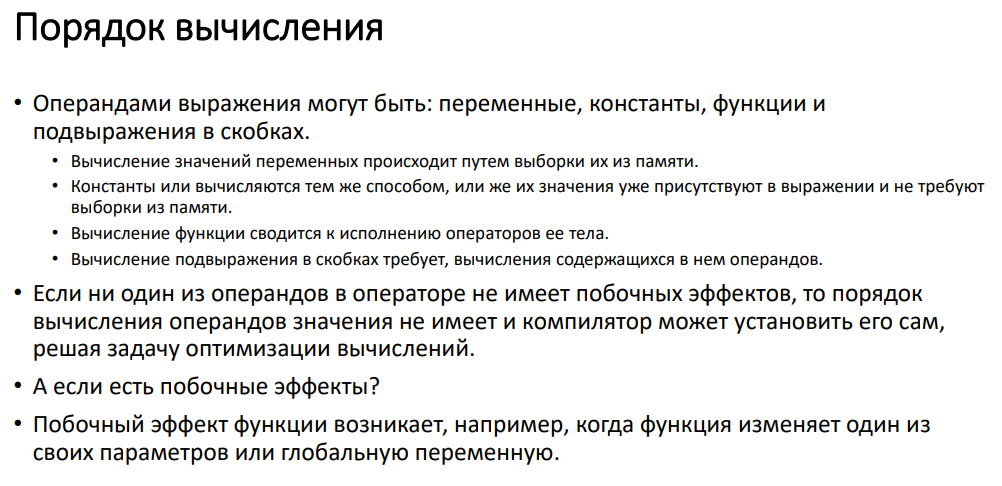 Порядок вычисления
• Операндами выражения могут быть: переменные, константы, функции и
подвыражения в скобках.
• Вычисление значений переменных происходит путем выборки их из памяти.
• Константы или вычисляются тем же способом, или же их значения уже присутствуют в выражении и не требуют
выборки из памяти.
• Вычисление функции сводится к исполнению операторов ее тела.
• Вычисление подвыражения в скобках требует, вычисления содержащихся в нем операндов.
• Если ни один из операндов в операторе не имеет побочных эффектов, то порядок
вычисления операндов значения не имеет и компилятор может установить его сам,
решая задачу оптимизации вычислений.
• А если есть побочные эффекты?
• Побочный эффект функции возникает, например, когда функция изменяет один из
своих параметров или глобальную переменную.